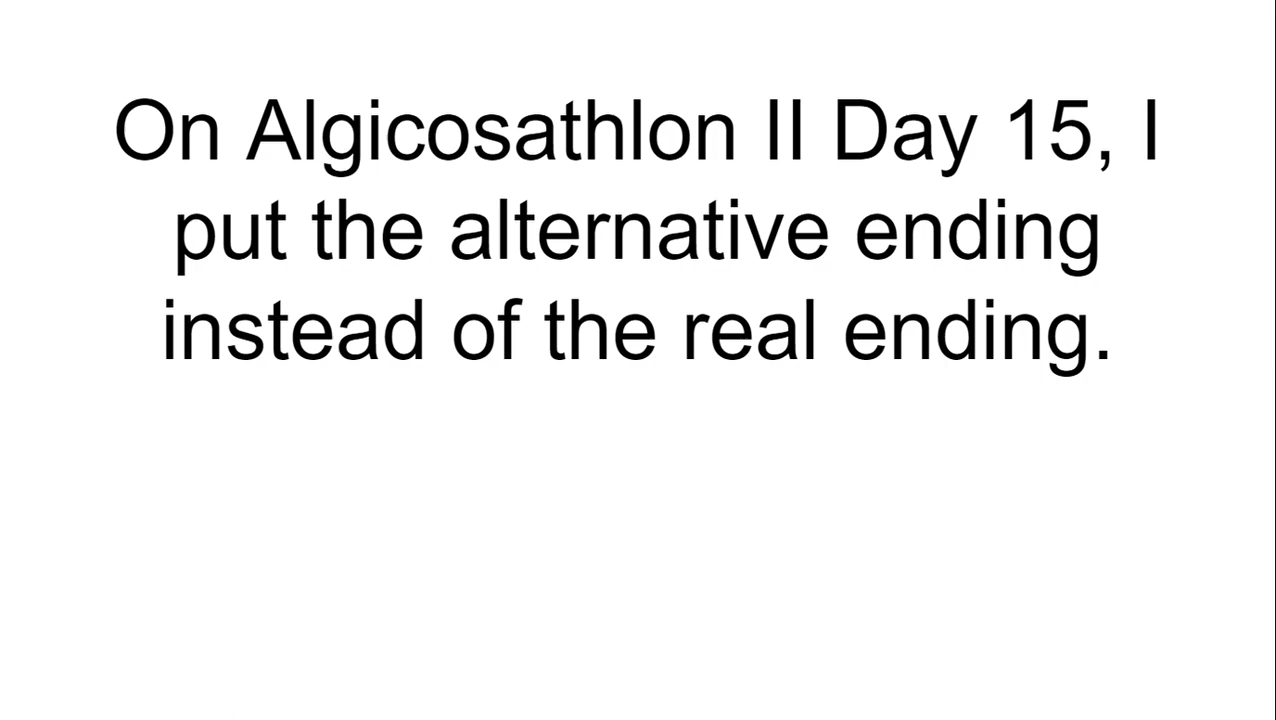 On Algicosathlon II Day 15, I
put the alternative ending
instead of the real ending.